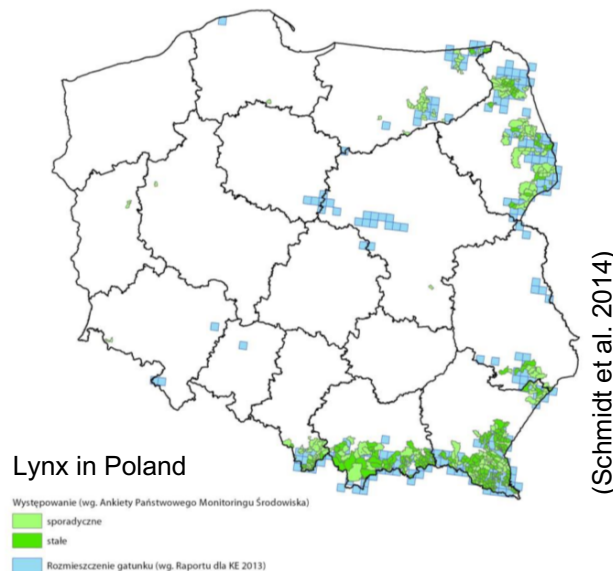 (Schmidt et al. 2014)
Lynx in Poland
Występowanie (wg. Ankiety Państwowego Monitoringu Środowiska)
sporadyczne
stałe
Rozmieszczenie gatunku (wg. Raportu dla KE 2013)